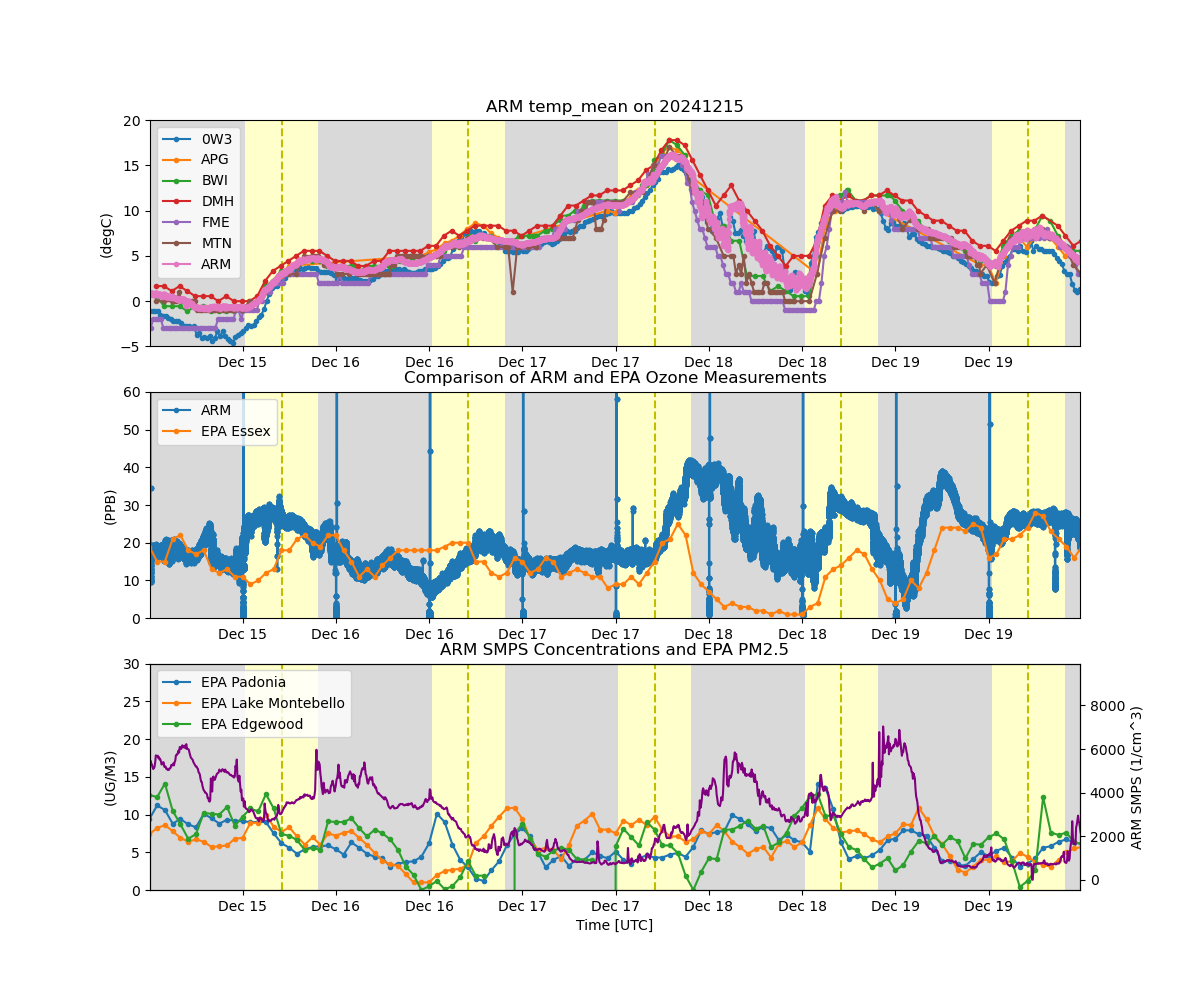 ARM temp_mean on 20241215
20
15
10
5
0
−5
(degC)
0W3
APG
BWI
DMH
FME
MTN
ARM
Dec 15 Dec 16 Dec 16 Dec 17 Dec 17 Dec 18 Dec 18 Dec 19 Dec 19
Comparison of ARM and EPA Ozone Measurements
60
50
40
30
20
10
0
(PPB)
ARM
EPA Essex
Dec 15 Dec 16 Dec 16 Dec 17 Dec 17 Dec 18 Dec 18 Dec 19 Dec 19
ARM SMPS Concentrations and EPA PM2.5
30
25
20
15
10
5
0
(UG/M3)
EPA Padonia
EPA Lake Montebello
EPA Edgewood
8000
6000
4000
2000
0
ARM SMPS (1/cm^3)
Dec 15 Dec 16 Dec 16 Dec 17 Dec 17 Dec 18 Dec 18 Dec 19 Dec 19
Time [UTC]